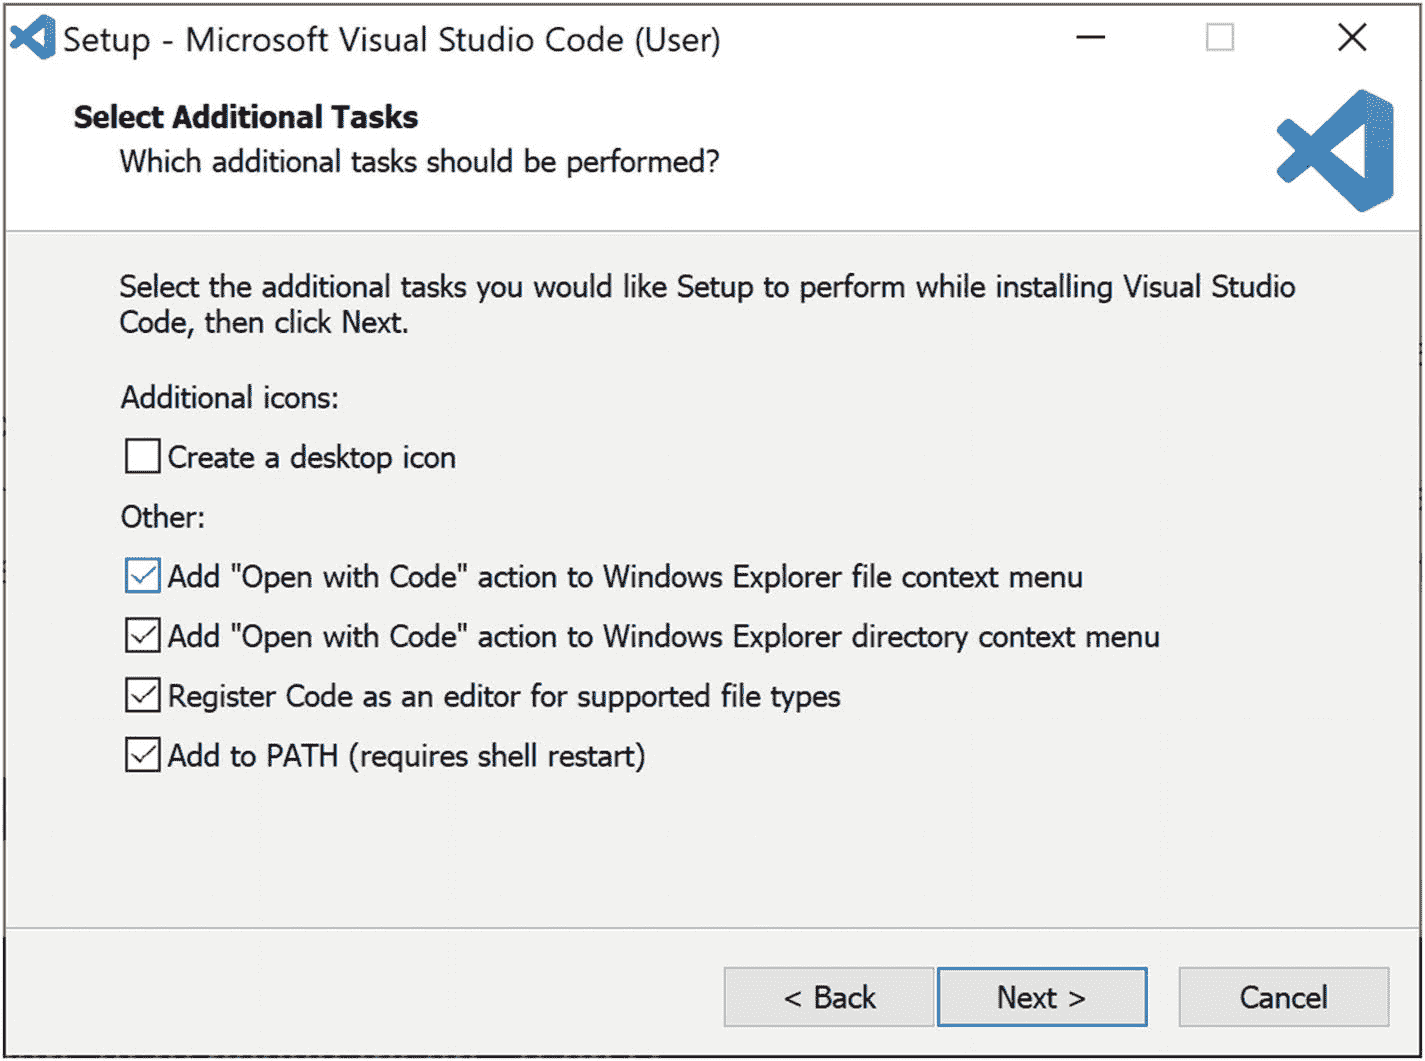 Setup - Microsoft Visual Studio Code (User)
Select Additional Tasks
Which additional tasks should be performed?
Select the additional tasks you would like Setup to perform while installing Visual Studio
Code, then click Next.
Additional icons:
Create a desktop icon
Other:
Add "Open with Code" action to Windows Explorer file context menu
Add "Open with Code" action to Windows Explorer directory context menu
Register Code as an editor for supported file types
Add to PATH (requires shell restart)
< Back Next > Cancel